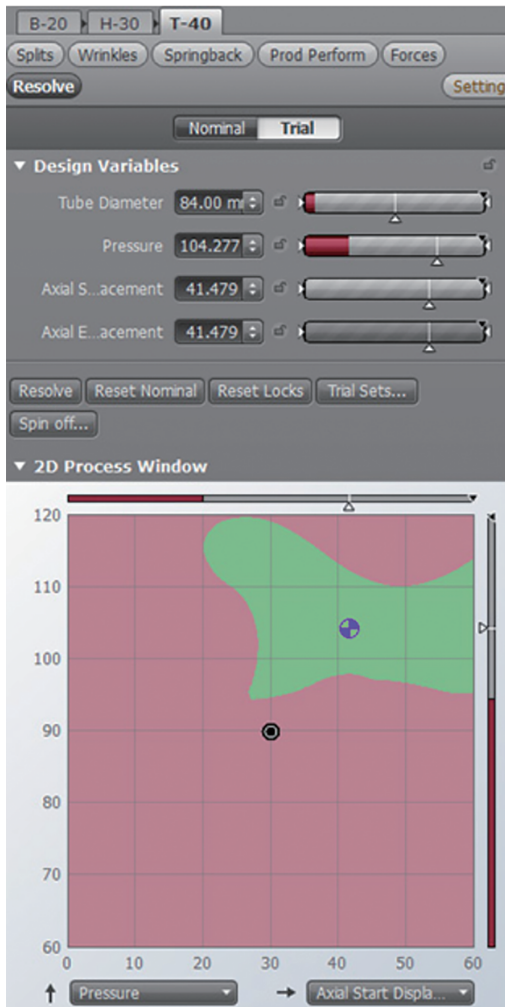 B-20 H-30 T-40
Splits Wrinkles Springback Prod Perform Forces
Resolve Setting
Nominal Trial
Design Variables
Tube Diameter 84.00 m
Pressure 104.277
Axial S...acement 41.479
Axial E...acement 41.479
Resolve Reset Nominal Reset Locks Trial Sets...
Spin off...
2D Process Window
120
110
100
90
80
70
60
0 10 20 30 40 50 60
Pressure Axial Start Displa...